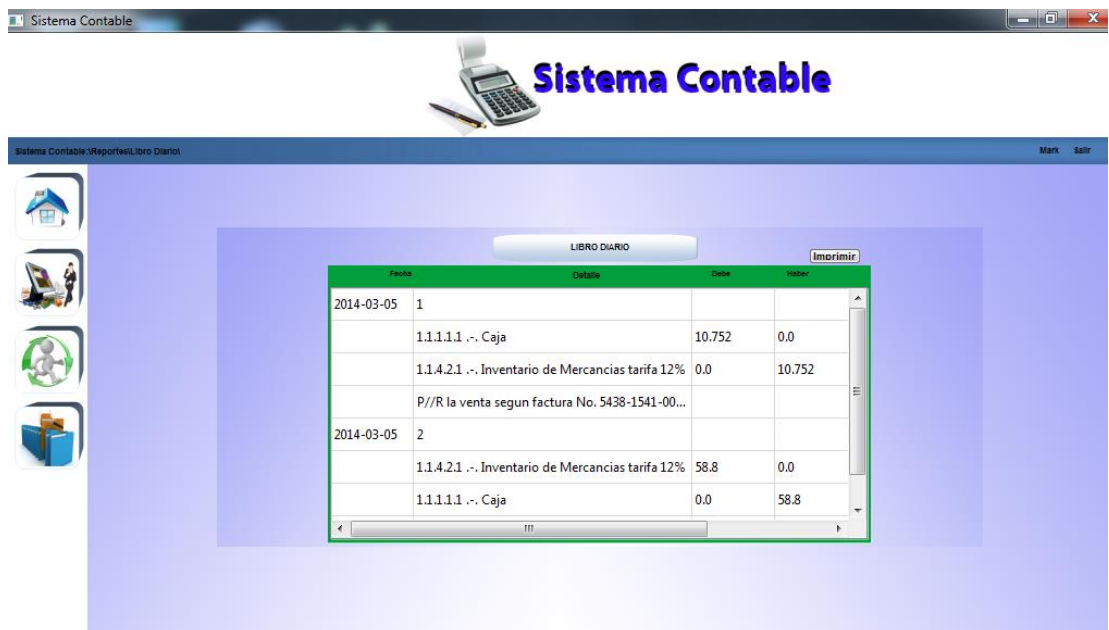 Sistema Contable
Sistema Contable
Sistema Contable:\Reportes\Libro Diario\ Mark Salir
LIBRO DIARIO
Imprimir
Fecha Detalle Debe Haber
2014-03-05 1
1.1.1.1.1 .-. Caja 10.752 0.0
1.1.4.2.1 .-. Inventario de Mercancias tarifa 12% 0.0 10.752
P//R la venta segun factura No. 5438-1541-00...
2014-03-05 2
1.1.4.2.1 .-. Inventario de Mercancias tarifa 12% 58.8 0.0
1.1.1.1.1 .-. Caja 0.0 58.8